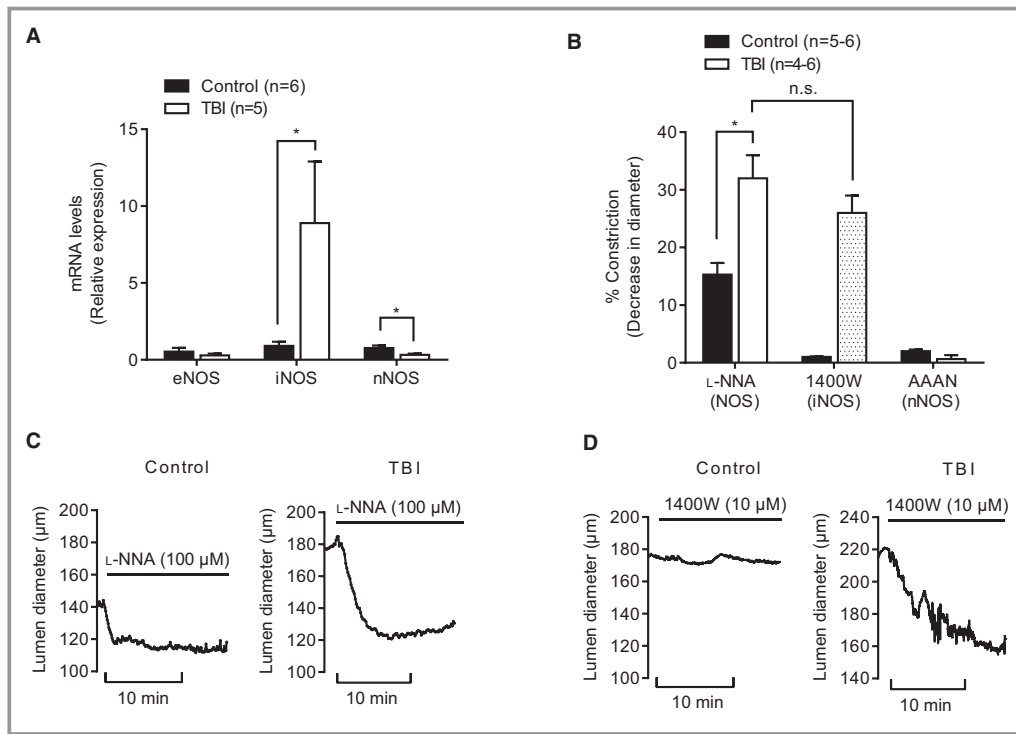 A
Control (n=6)
TBI (n=5)
mRNA levels
(Relative expression)
15
10
5
0
*
*
eNOS
iNOS
nNOS
B
Control (n=5-6)
TBI (n=4-6)
n.s.
*
% Constriction
(Decrease in diameter)
40
30
20
10
0
L-NNA
(NOS)
1400W
(iNOS)
AAAN
(nNOS)
C
Control
Lumen diameter (µm)
200
180
160
140
120
100
L-NNA (100 µM)
10 min
TBI
Lumen diameter (µm)
200
180
160
140
120
100
L-NNA (100 µM)
10 min
D
Control
Lumen diameter (µm)
200
180
160
140
120
100
1400W (10 µM)
10 min
TBI
Lumen diameter (µm)
240
220
200
180
160
140
1400W (10 µM)
10 min